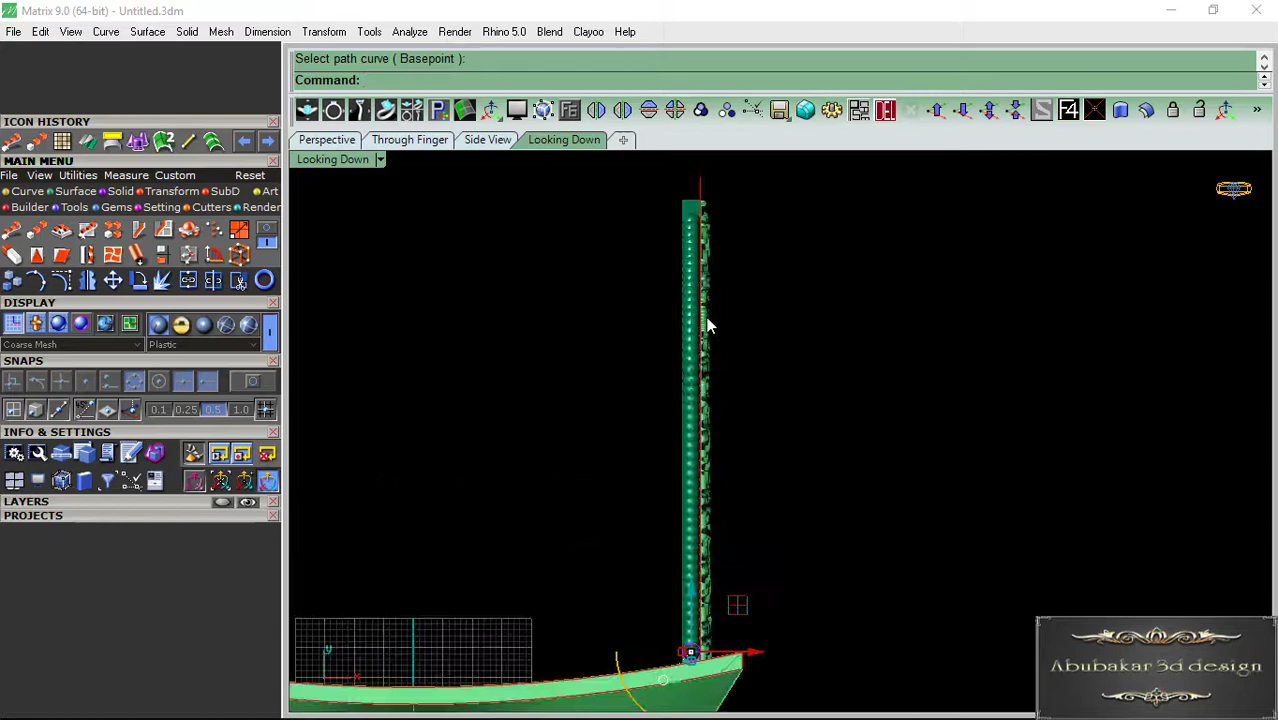 Matrix 9.0 (64-bit) - Untitled.3dm
File Edit View Curve Surface Solid Mesh Dimension Transform Tools Analyze Render Rhino 5.0 Blend Clayoo Help
Select path curve ( Basepoint ):
Command:
ICON HISTORY
MAIN MENU
File View Utilities Measure Custom
Curve Surface Solid Transform SubD Art
Builder Tools Gems Setting Cutters Render
DISPLAY
Coarse Mesh Plastic
SNAPS
0.1 0.25 0.5 1.0
INFO & SETTINGS
LAYERS
PROJECTS
F4
Perspective Through Finger Side View Looking Down
Looking Down
y
x
Abubakar 3d design